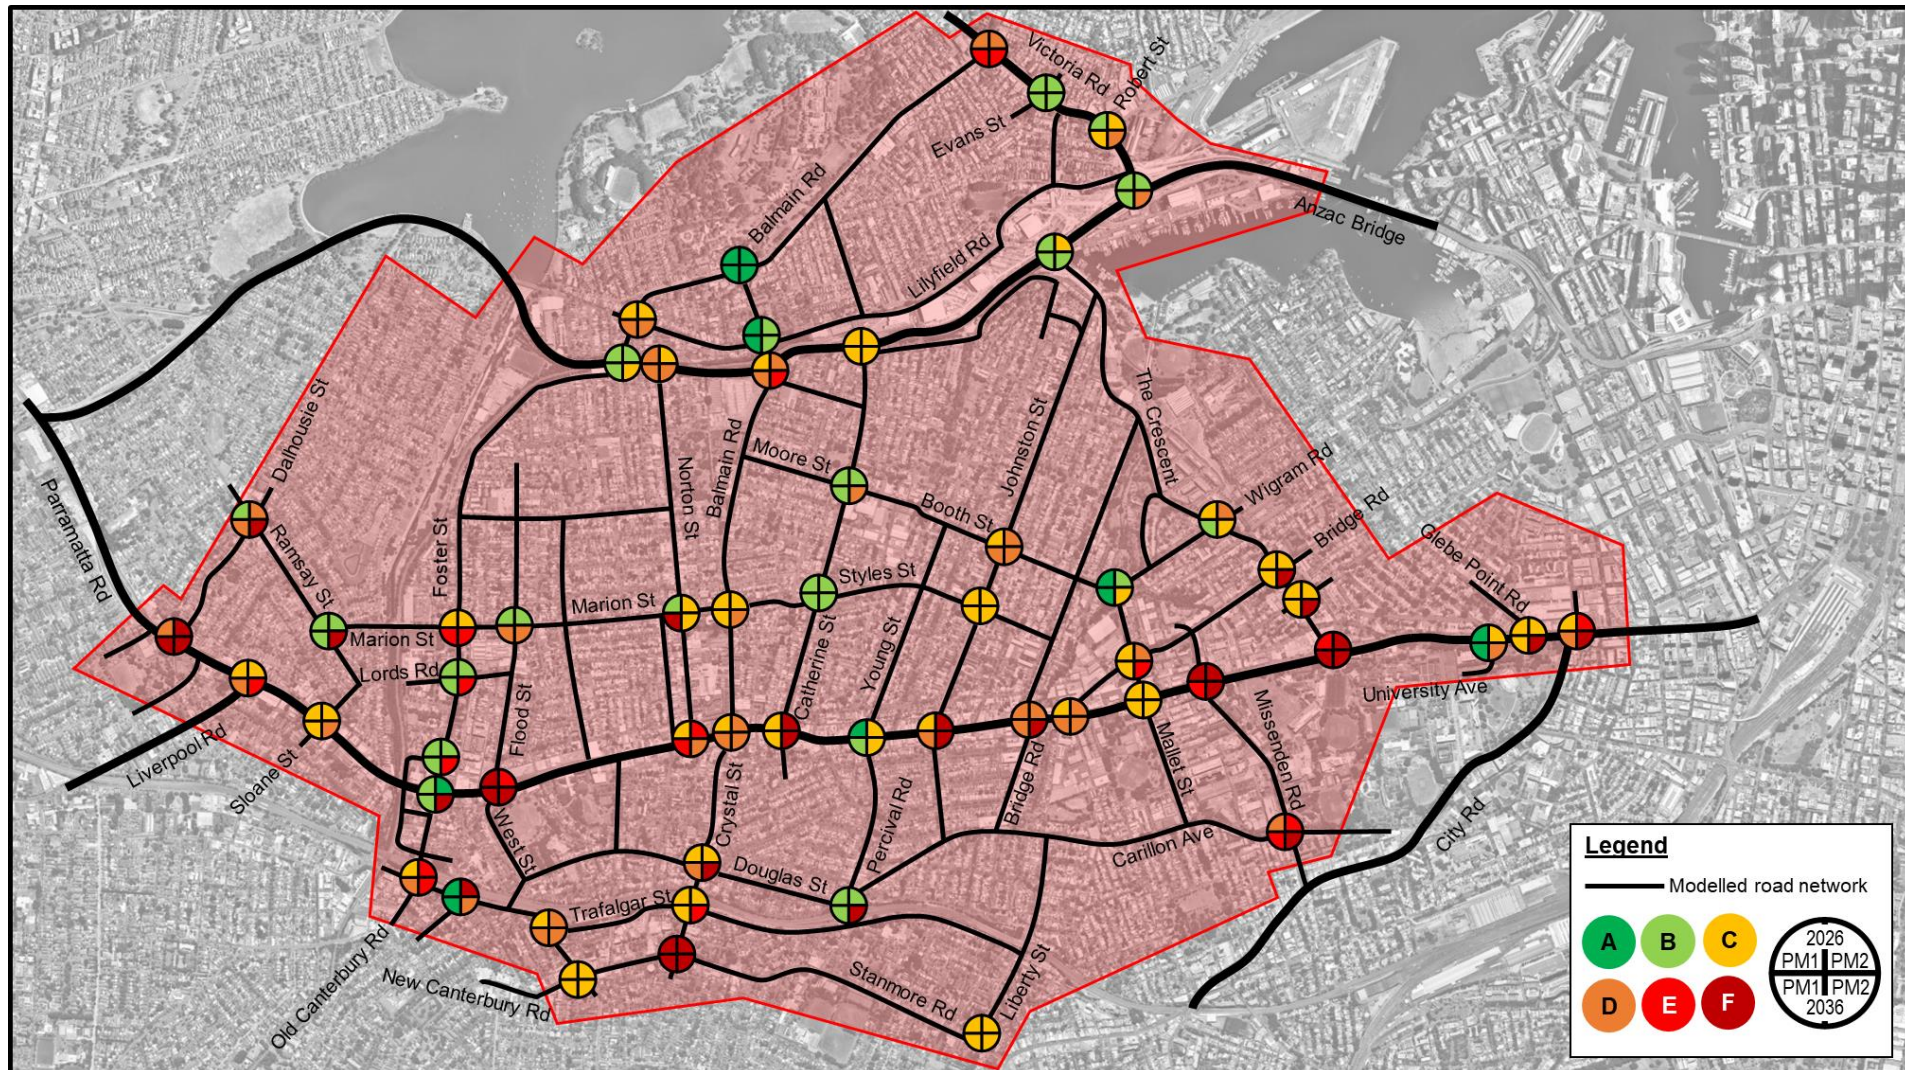 Victoria Rd
Robert St
Evans St
Balmain Rd
Anzac Bridge
Lilyfield Rd
Dalhousie St
The Crescent
Parramatta Rd
Johnston St
Balmain Rd
Moore St
Norton St
Wigram Rd
Bridge Rd
Booth St
Glebe Point Rd
Ramsay St
Foster St
Styles St
Marion St
Marion St
Catherine St
Young St
Lords Rd
University Ave
Flood St
Missenden Rd
Mallet St
Liverpool Rd
Sloane St
Crystal St
Bridge Rd
Percival Rd
West St
City Rd
Carillon Ave
Douglas St
Trafalgar St
Old Canterbury Rd
New Canterbury Rd
Stanmore Rd
Liberty St
Legend
Modelled road network
A B C
D E F
2026
PM1 PM2
PM1 PM2
2036